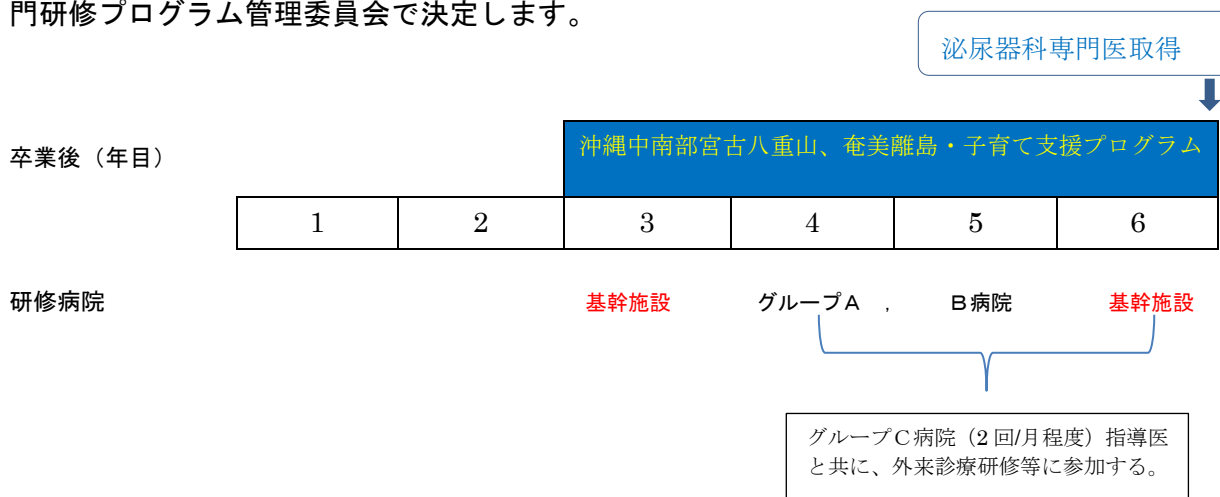 門研修プログラム管理委員会で決定します。
泌尿器科専門医取得
卒業後（年目）
沖縄中南部宮古八重山、奄美離島・子育て支援プログラム
1 2 3 4 5 6
研修病院 基幹施設 グループＡ , Ｂ病院 基幹施設
グループＣ病院（2 回/月程度）指導医
と共に、外来診療研修等に参加する。